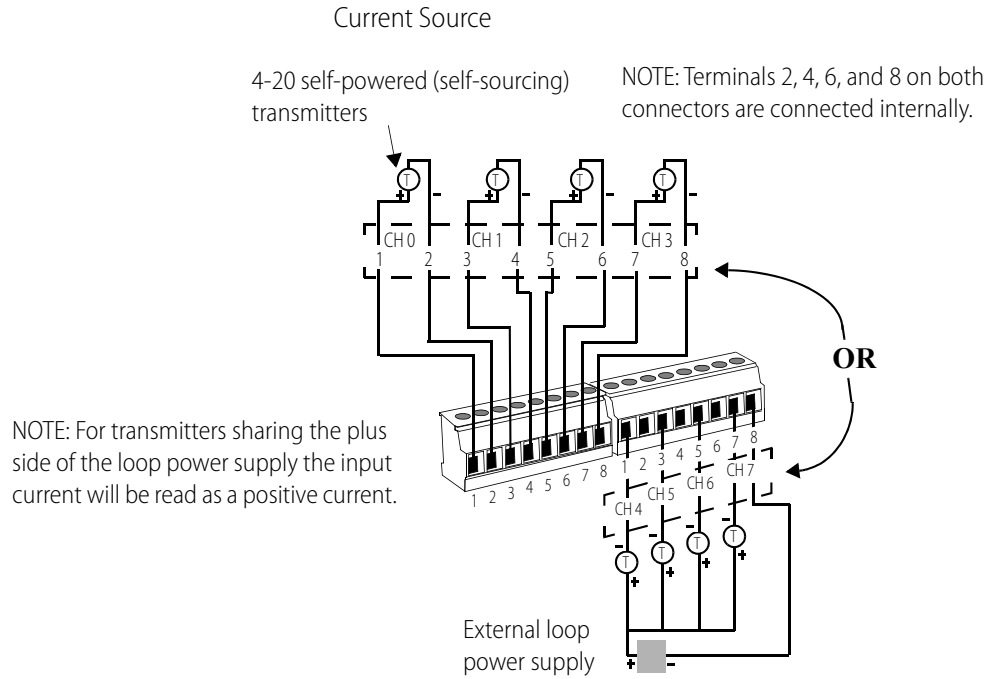 Current Source
4-20 self-powered (self-sourcing)
transmitters
NOTE: Terminals 2, 4, 6, and 8 on both
connectors are connected internally.
T T T T
+ - + - + - + -
CH 0 CH 1 CH 2 CH 3
1 2 3 4 5 6 7 8
OR
NOTE: For transmitters sharing the plus
side of the loop power supply the input
current will be read as a positive current.
1 2 3 4 5 6 7 8
1 2 3 4 5 6 7 8
CH 4 CH 5 CH 6 CH 7
- - - -
T T T T
+ + + +
External loop
power supply
+ -